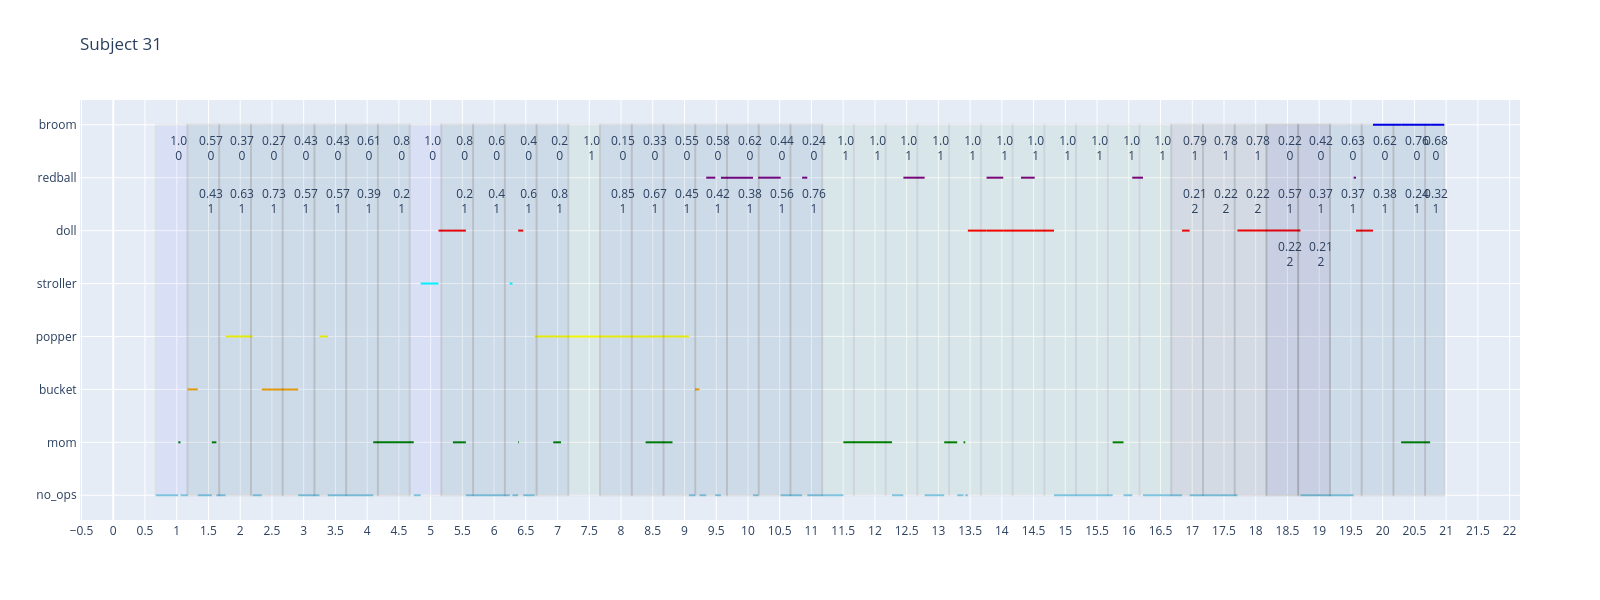 Subject 31
broom
1.0 0.57 0.37 0.27 0.43 0.43 0.61 0.8 1.0 0.8 0.6 0.4 0.2 1.0 0.15 0.33 0.55 0.58 0.62 0.44 0.24 1.0 1.0 1.0 1.0 1.0 1.0 1.0 1.0 1.0 1.0 1.0 0.79 0.78 0.78 0.22 0.42 0.63 0.62 0.76 0.68
0 0 0 0 0 0 0 0 0 0 0 0 0 1 0 0 0 0 0 0 0 1 1 1 1 1 1 1 1 1 1 1 1 1 1 0 0 0 0 0 0
redball
0.43 0.63 0.73 0.57 0.57 0.39 0.2 0.2 0.4 0.6 0.8 0.85 0.67 0.45 0.42 0.38 0.56 0.76 0.21 0.22 0.22 0.57 0.37 0.37 0.38 0.24 0.32
1 1 1 1 1 1 1 1 1 1 1 1 1 1 1 1 1 1 2 2 2 1 1 1 1 1 1
doll
0.22 0.21
2 2
stroller
popper
bucket
mom
no_ops
−0.5 0 0.5 1 1.5 2 2.5 3 3.5 4 4.5 5 5.5 6 6.5 7 7.5 8 8.5 9 9.5 10 10.5 11 11.5 12 12.5 13 13.5 14 14.5 15 15.5 16 16.5 17 17.5 18 18.5 19 19.5 20 20.5 21 21.5 22